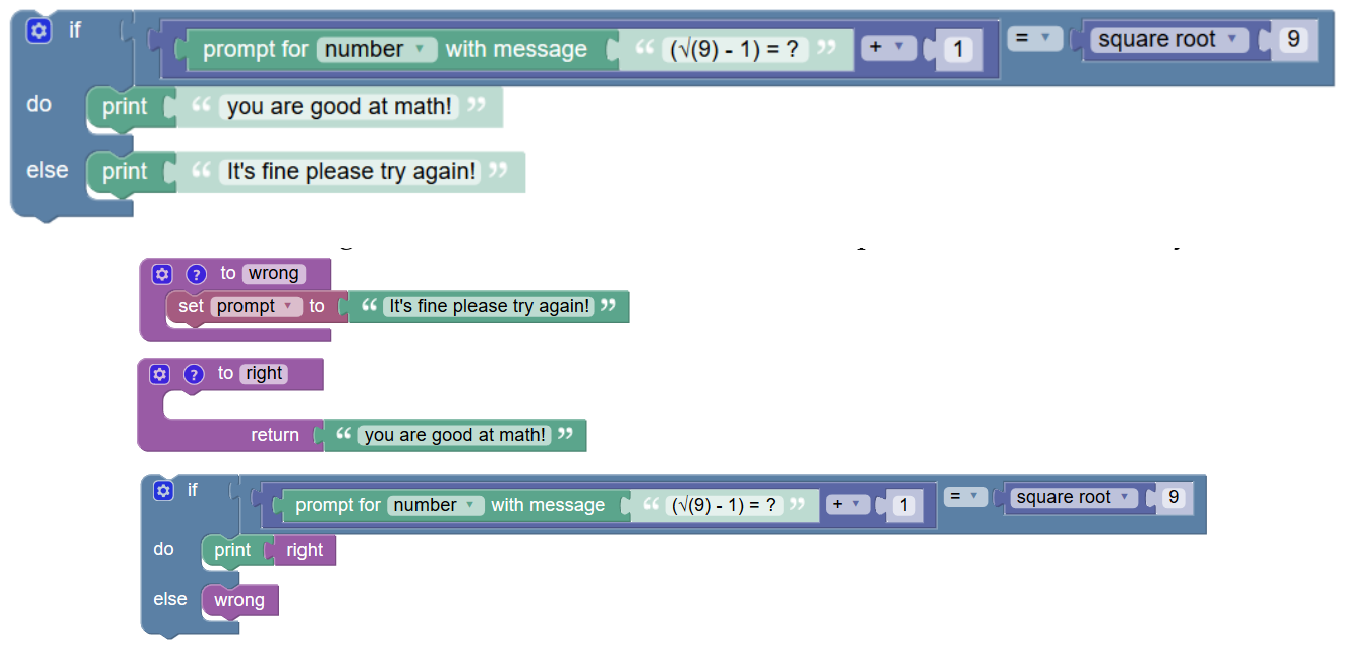 if prompt for number with message “ (√(9) - 1) = ? ” + 1 = square root 9
do print “ you are good at math! ”
else print “ It's fine please try again! ”
? to wrong
set prompt to “ It's fine please try again! ”
? to right
return “ you are good at math! ”
if prompt for number with message “ (√(9) - 1) = ? ” + 1 = square root 9
do print right
else wrong